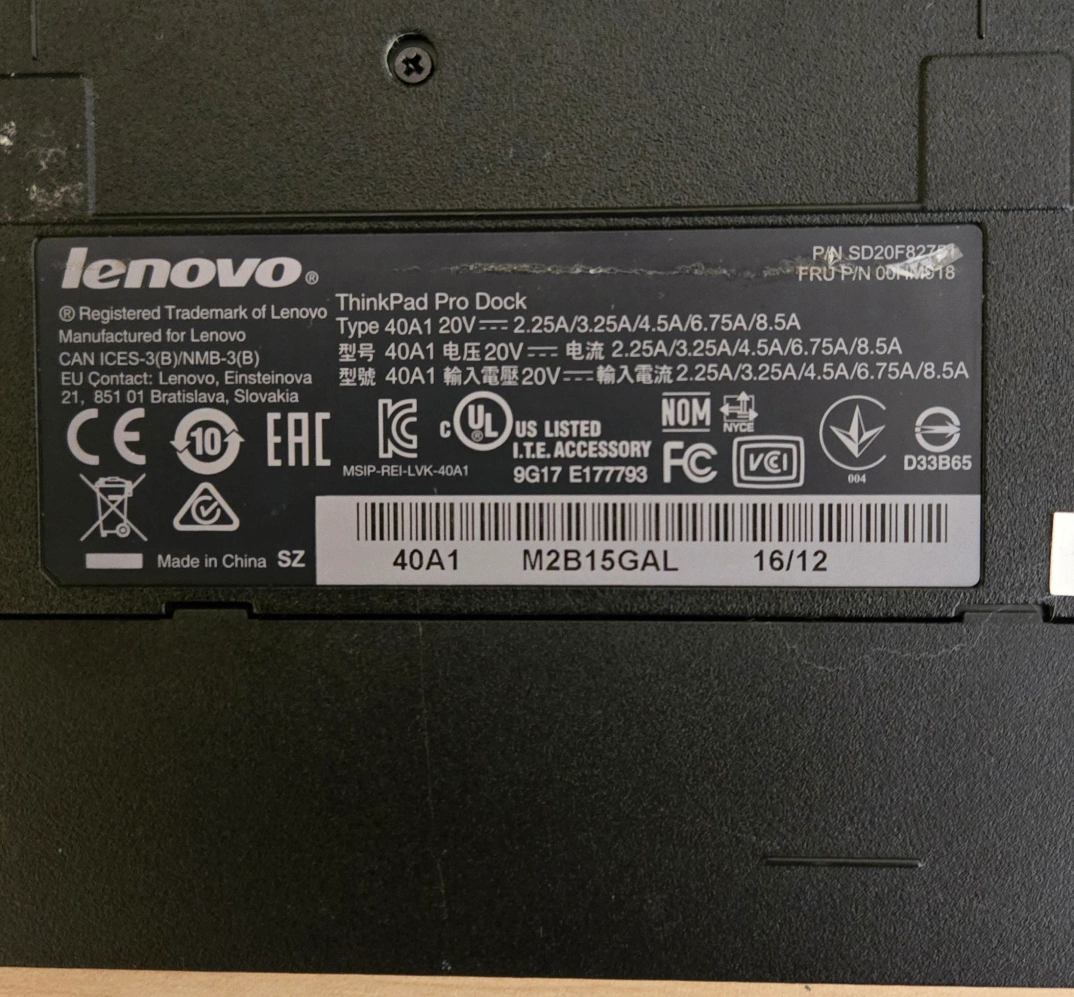 lenovo®
P/N
FRU P/N
® Registered Trademark of Lenovo
Manufactured for Lenovo
CAN ICES-3(B)/NMB-3(B)
EU Contact: Lenovo, Einsteinova
21, 851 01 Bratislava, Slovakia
ThinkPad Pro Dock
Type 40A1 20V⎓ 2.25A/3.25A/4.5A/6.75A/8.5A
型号 40A1 电压20V⎓ 电流 2.25A/3.25A/4.5A/6.75A/8.5A
型號 40A1 輸入電壓20V⎓輸入電流2.25A/3.25A/4.5A/6.75A/8.5A
CE 10 EAC KC
MSIP-REI-LVK-40A1
c UL® US LISTED
I.T.E. ACCESSORY
9G17 E177793
NOM NYCE
FC VCI
004
D33B65
Made in China SZ
40A1 M2B15GAL 16/12